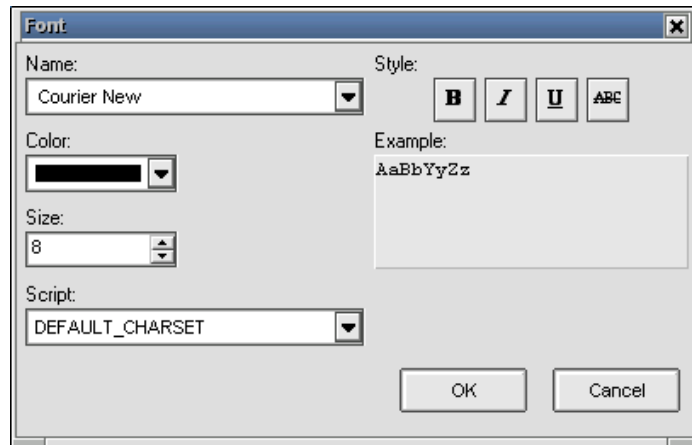 Font
Name:
Courier New
Style:
B I U ABC
Color:
Example:
AaBbYyZz
Size:
8
Script:
DEFAULT_CHARSET
OK Cancel